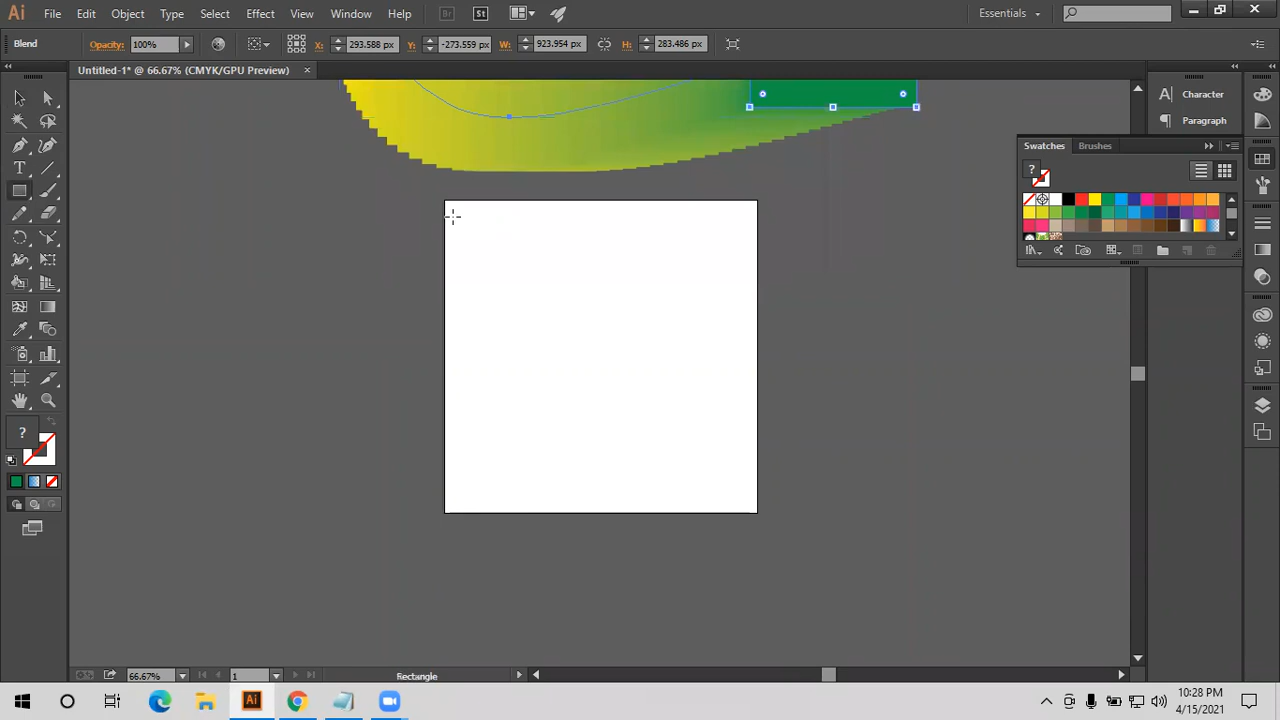 Ai File Edit Object Type Select Effect View Window Help Br St Essentials
Blend Opacity: 100% X: 293.588 px Y: -273.559 px W: 923.954 px H: 283.486 px
Untitled-1* @ 66.67% (CMYK/GPU Preview) ×
Character
Paragraph
Swatches Brushes
?
T
?
66.67% 1 Rectangle
Ai
10:28 PM
4/15/2021